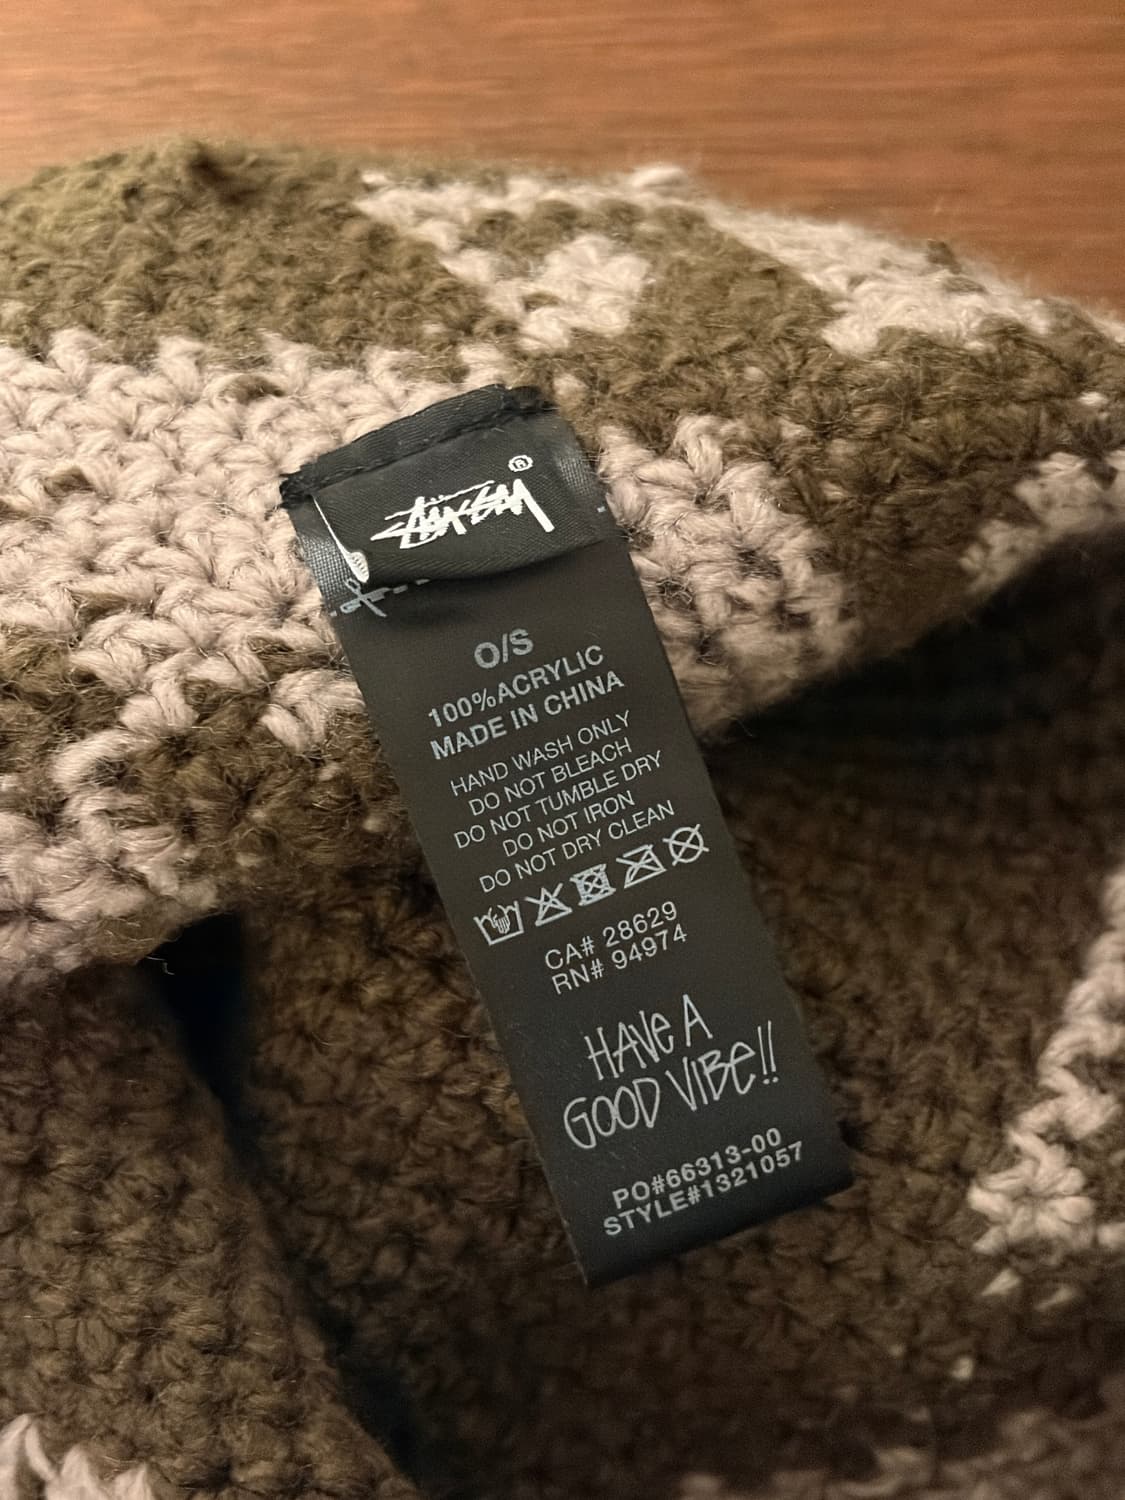 STÜSSY®
O/S
100%ACRYLIC
MADE IN CHINA
HAND WASH ONLY
DO NOT BLEACH
DO NOT TUMBLE DRY
DO NOT IRON
DO NOT DRY CLEAN
CA# 28629
RN# 94974
HAVE A
GOOD VIBE!!
PO#66313-00
STYLE#1321057